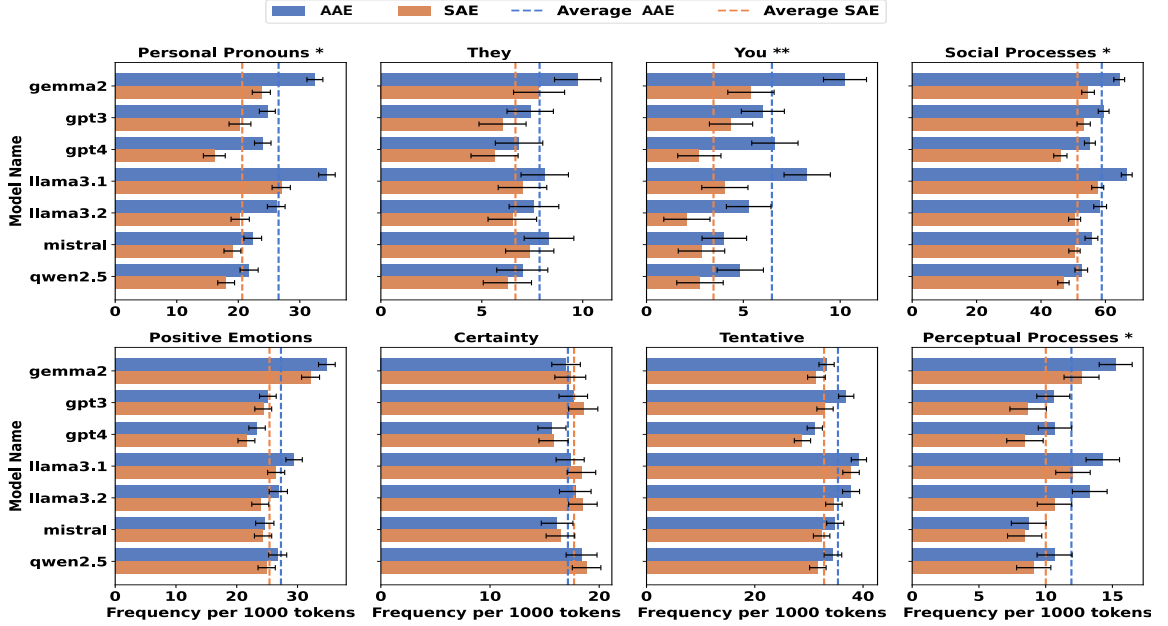 AAE SAE Average AAE Average SAE
Personal Pronouns * They You ** Social Processes *
Model Name
gemma2
gpt3
gpt4
llama3.1
llama3.2
mistral
qwen2.5
0 10 20 30 0 5 10 0 5 10 0 20 40 60
Positive Emotions Certainty Tentative Perceptual Processes *
Model Name
gemma2
gpt3
gpt4
llama3.1
llama3.2
mistral
qwen2.5
0 10 20 30 0 10 20 0 20 40 0 5 10 15
Frequency per 1000 tokens Frequency per 1000 tokens Frequency per 1000 tokens Frequency per 1000 tokens